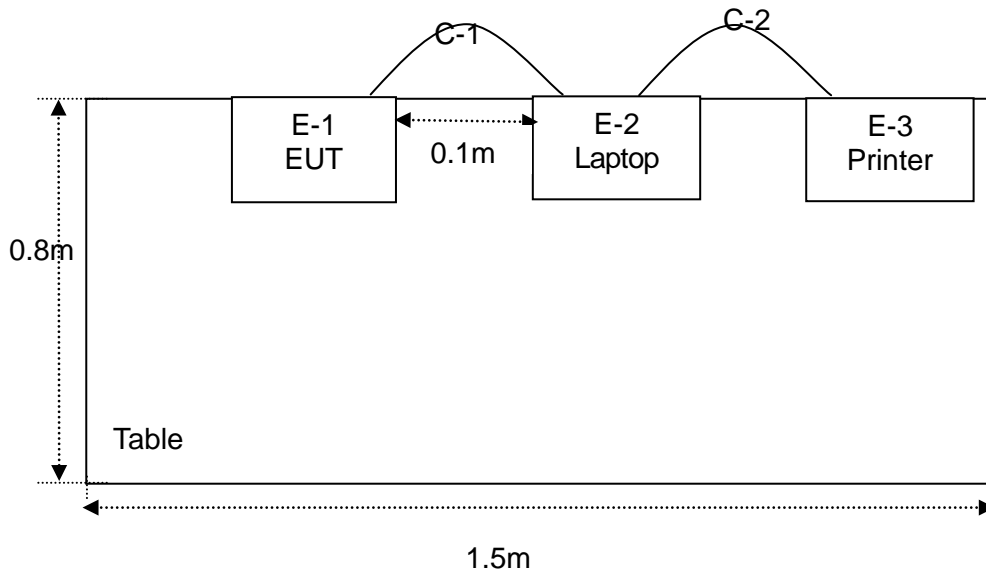 C-1
C-2
E-1
EUT
0.1m
E-2
Laptop
E-3
Printer
0.8m
Table
1.5m